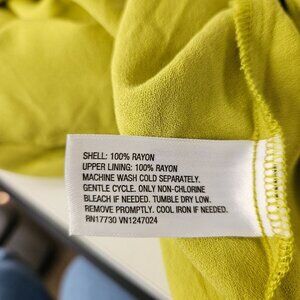 SHELL: 100% RAYON
UPPER LINING: 100% RAYON
MACHINE WASH COLD SEPARATELY.
GENTLE CYCLE. ONLY NON-CHLORINE
BLEACH IF NEEDED. TUMBLE DRY LOW.
REMOVE PROMPTLY. COOL IRON IF NEEDED.
RN17730 VN1247024